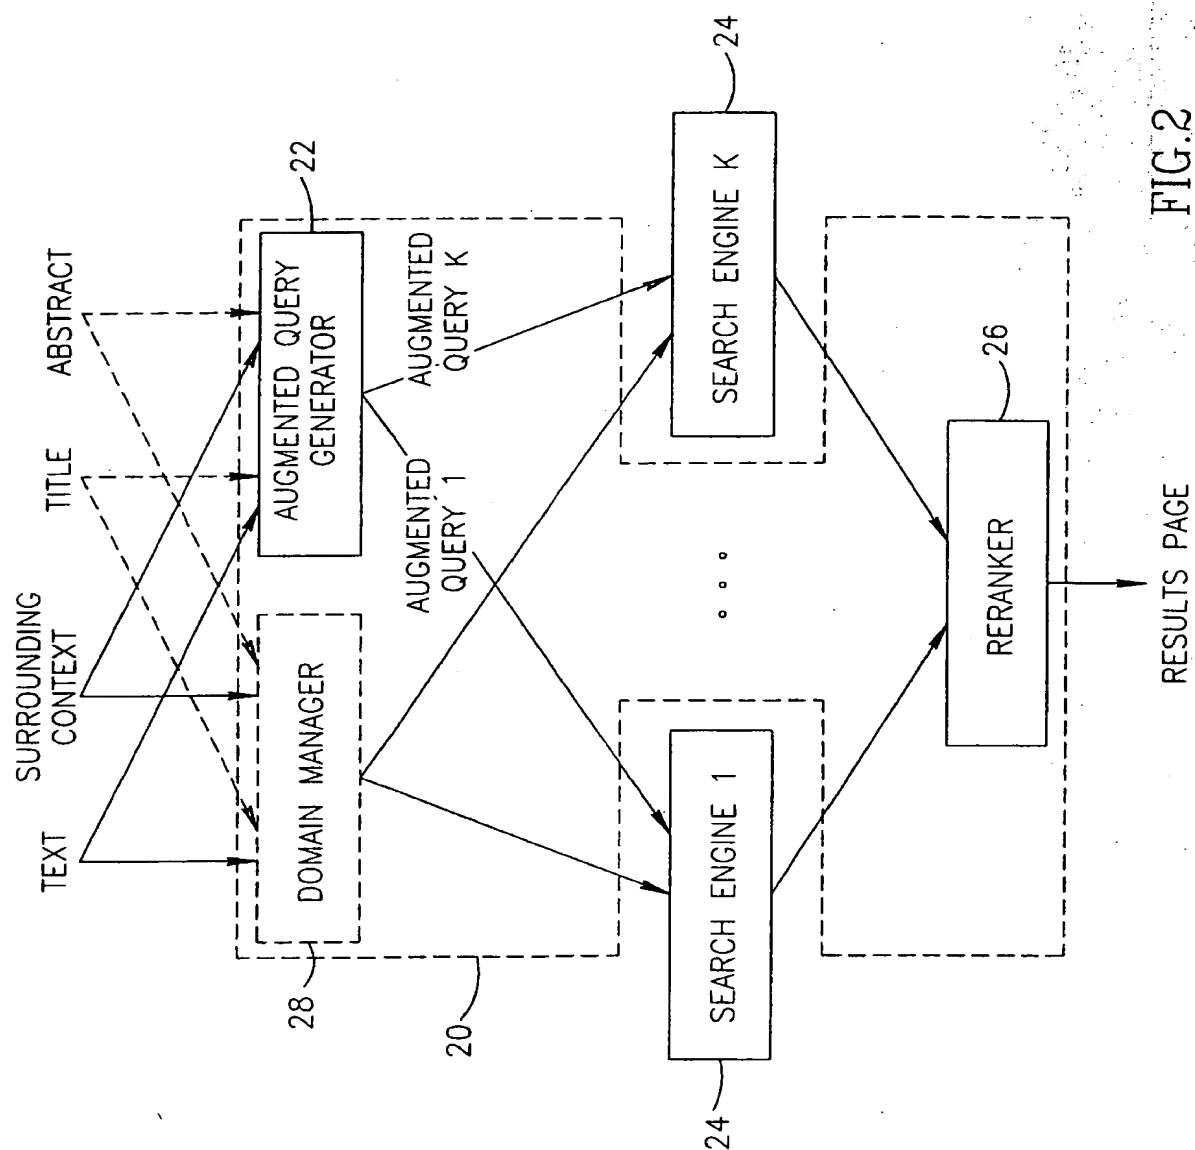 TEXT
SURROUNDING
CONTEXT
TITLE
ABSTRACT
28
DOMAIN MANAGER
AUGMENTED QUERY
GENERATOR
22
20
AUGMENTED
QUERY 1
AUGMENTED
QUERY K
24
SEARCH ENGINE 1
SEARCH ENGINE K
24
RERANKER
26
RESULTS PAGE
FIG.2